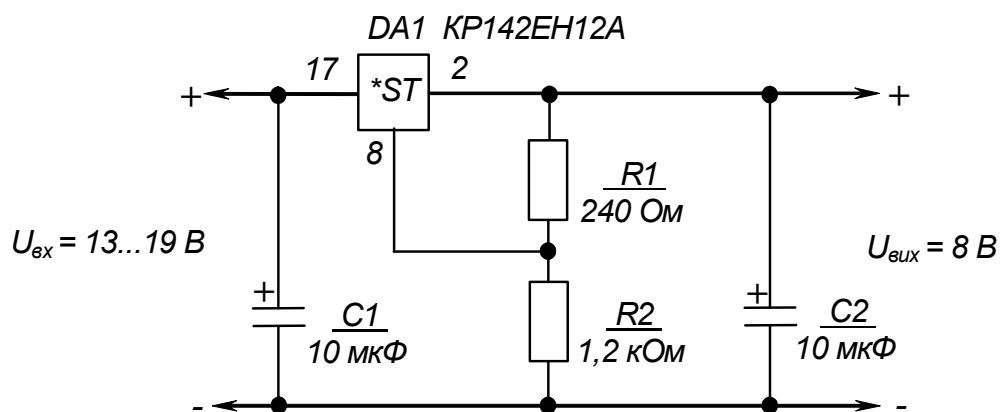 DA1 КР142ЕН12А
17
*ST
2
+
+
8
R1
240 Ом
Uвх = 13...19 В
Uвих = 8 В
+
C1
10 мкФ
R2
1,2 кОм
+
C2
10 мкФ
-
-